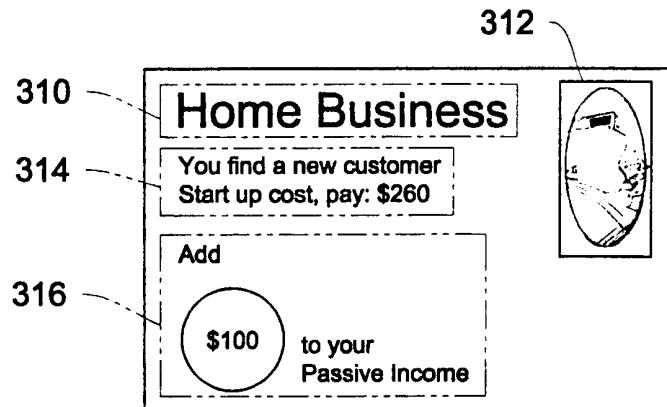 312
310
Home Business
314
You find a new customer
Start up cost, pay: $260
Add
316
$100
to your
Passive Income